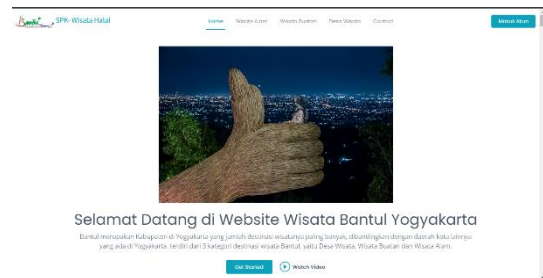 Bantul SPK- Wisata Halal
Home Wisata Alam Wisata Buatan Desa Wisata Contact
Masuk Akun
Selamat Datang di Website Wisata Bantul Yogyakarta
Bantul merupakan Kabupaten di Yogyakarta yang jumlah destinasi wisatanya paling banyak, dibandingkan dengan daerah kota lainnya
yang ada di Yogyakarta. terdiri dari 3 kategori destinasi wisata Bantul, yaitu Desa Wisata, Wisata Buatan dan Wisata Alam.
Get Started Watch Video